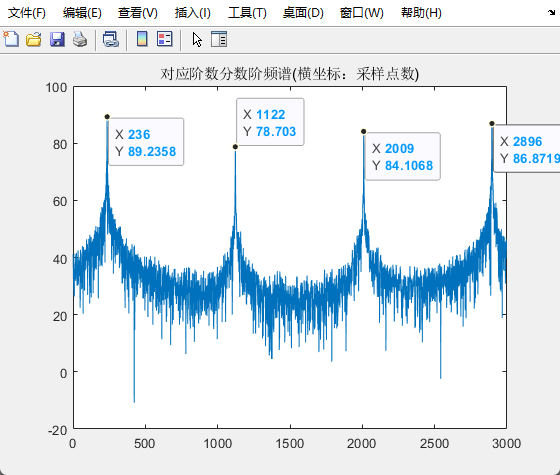 文件(F) 编辑(E) 查看(V) 插入(I) 工具(T) 桌面(D) 窗口(W) 帮助(H)
对应阶数分数阶频谱(横坐标：采样点数)
100
80
60
40
20
0
-20
X 236
Y 89.2358
X 1122
Y 78.703
X 2009
Y 84.1068
X 2896
Y 86.8719
0 500 1000 1500 2000 2500 3000